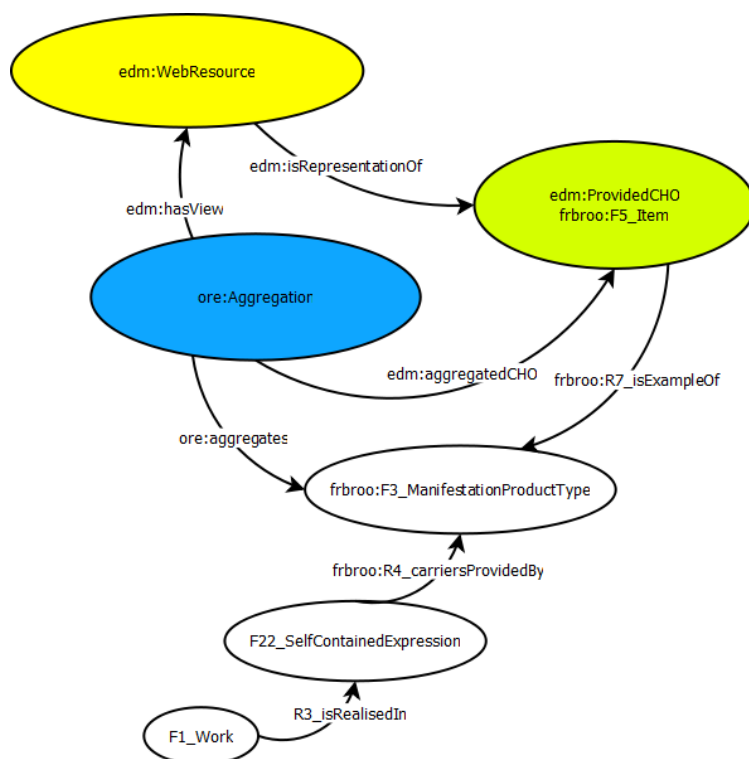 edm:WebResource
edm:isRepresentationOf
edm:ProvidedCHO
frbroo:F5_Item
edm:hasView
ore:Aggregation
edm:aggregatedCHO
frbroo:R7_isExampleOf
ore:aggregates
frbroo:F3_ManifestationProductType
frbroo:R4_carriersProvidedBy
F22_SelfContainedExpression
R3_isRealisedIn
F1_Work